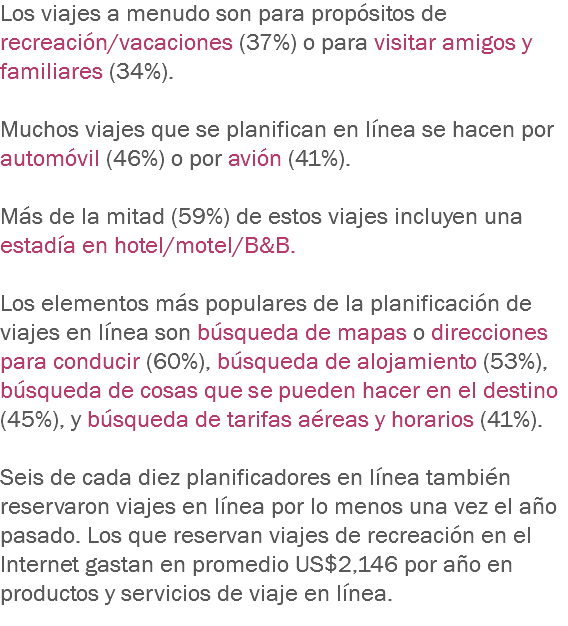 Los viajes a menudo son para propósitos de
recreación/vacaciones (37%) o para visitar amigos y
familiares (34%).
Muchos viajes que se planifican en línea se hacen por
automóvil (46%) o por avión (41%).
Más de la mitad (59%) de estos viajes incluyen una
estadía en hotel/motel/B&B.
Los elementos más populares de la planificación de
viajes en línea son búsqueda de mapas o direcciones
para conducir (60%), búsqueda de alojamiento (53%),
búsqueda de cosas que se pueden hacer en el destino
(45%), y búsqueda de tarifas aéreas y horarios (41%).
Seis de cada diez planificadores en línea también
reservaron viajes en línea por lo menos una vez el año
pasado. Los que reservan viajes de recreación en el
Internet gastan en promedio US$2,146 por año en
productos y servicios de viaje en línea.